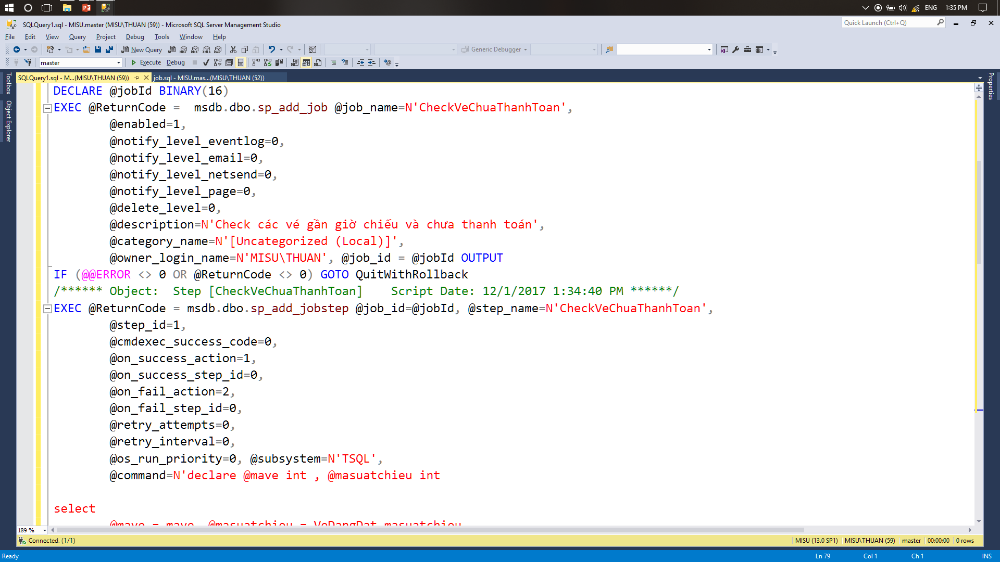 ENG 1:35 PM
SQLQuery1.sql - MISU.master (MISU\THUAN (59)) - Microsoft SQL Server Management Studio
Quick Launch (Ctrl+Q)
File Edit View Query Project Debug Tools Window Help
New Query MDX DMX XMLA DAX Generic Debugger
master Execute Debug
SQLQuery1.sql - M...(MISU\THUAN (59)) job.sql - MISU.mas...(MISU\THUAN (52))
Toolbox
Object Explorer
Properties
DECLARE @jobId BINARY(16)
EXEC @ReturnCode =  msdb.dbo.sp_add_job @job_name=N'CheckVeChuaThanhToan',
@enabled=1,
@notify_level_eventlog=0,
@notify_level_email=0,
@notify_level_netsend=0,
@notify_level_page=0,
@delete_level=0,
@description=N'Check các vé gần giờ chiếu và chưa thanh toán',
@category_name=N'[Uncategorized (Local)]',
@owner_login_name=N'MISU\THUAN', @job_id = @jobId OUTPUT
IF (@@ERROR <> 0 OR @ReturnCode <> 0) GOTO QuitWithRollback
/****** Object:  Step [CheckVeChuaThanhToan]    Script Date: 12/1/2017 1:34:40 PM ******/
EXEC @ReturnCode = msdb.dbo.sp_add_jobstep @job_id=@jobId, @step_name=N'CheckVeChuaThanhToan',
@step_id=1,
@cmdexec_success_code=0,
@on_success_action=1,
@on_success_step_id=0,
@on_fail_action=2,
@on_fail_step_id=0,
@retry_attempts=0,
@retry_interval=0,
@os_run_priority=0, @subsystem=N'TSQL',
@command=N'declare @mave int , @masuatchieu int
select
@mave = mave, @masuatchieu = VeDangDat.masuatchieu
189 %
Connected. (1/1) MISU (13.0 SP1) MISU\THUAN (59) master 00:00:00 0 rows
Ready Ln 79 Col 1 Ch 1 INS